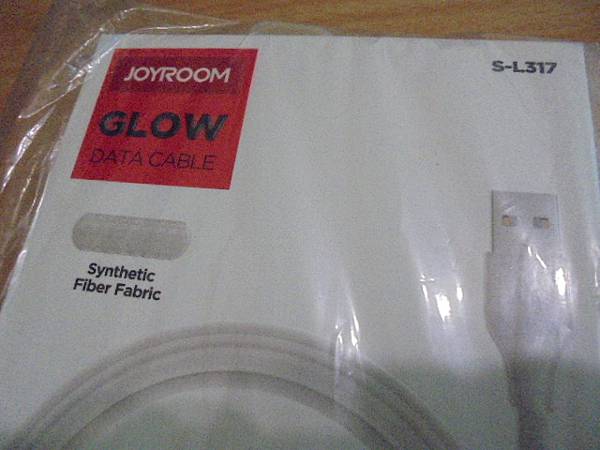 JOYROOM
S-L317
GLOW
DATA CABLE
Synthetic
Fiber Fabric